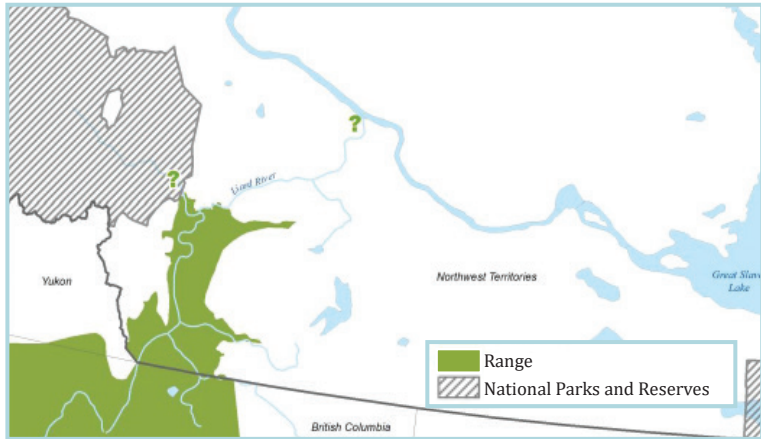 ?
?
Liard River
Yukon
Northwest Territories
Great Slave
Lake
Range
National Parks and Reserves
British Columbia